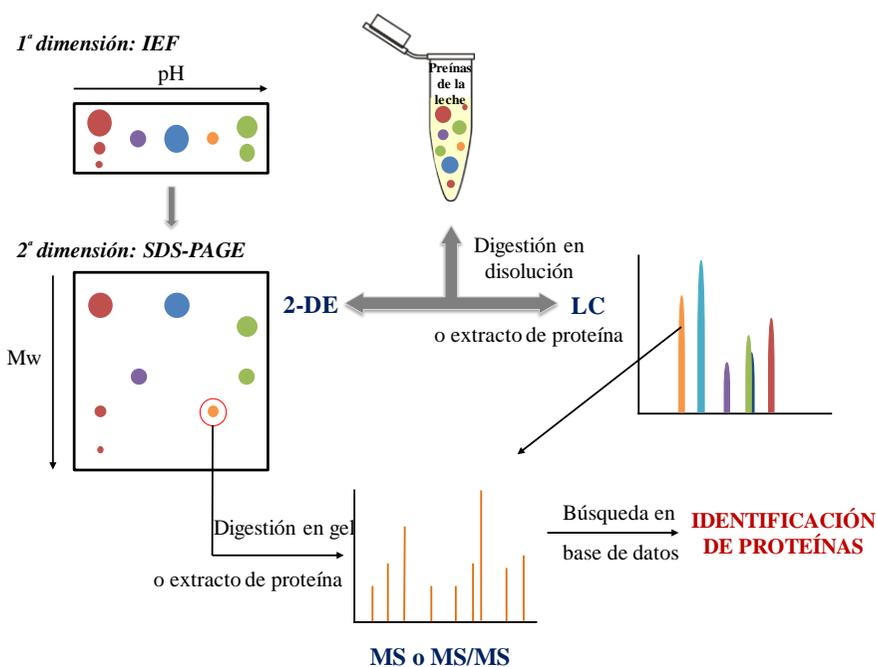 1ª dimensión: IEF
pH
Preínas
de la
leche
2ª dimensión: SDS-PAGE
Mw
2-DE
Digestión en
disolución
LC
o extracto de proteína
Digestión en gel
o extracto de proteína
MS o MS/MS
Búsqueda en
base de datos
IDENTIFICACIÓN
DE PROTEÍNAS